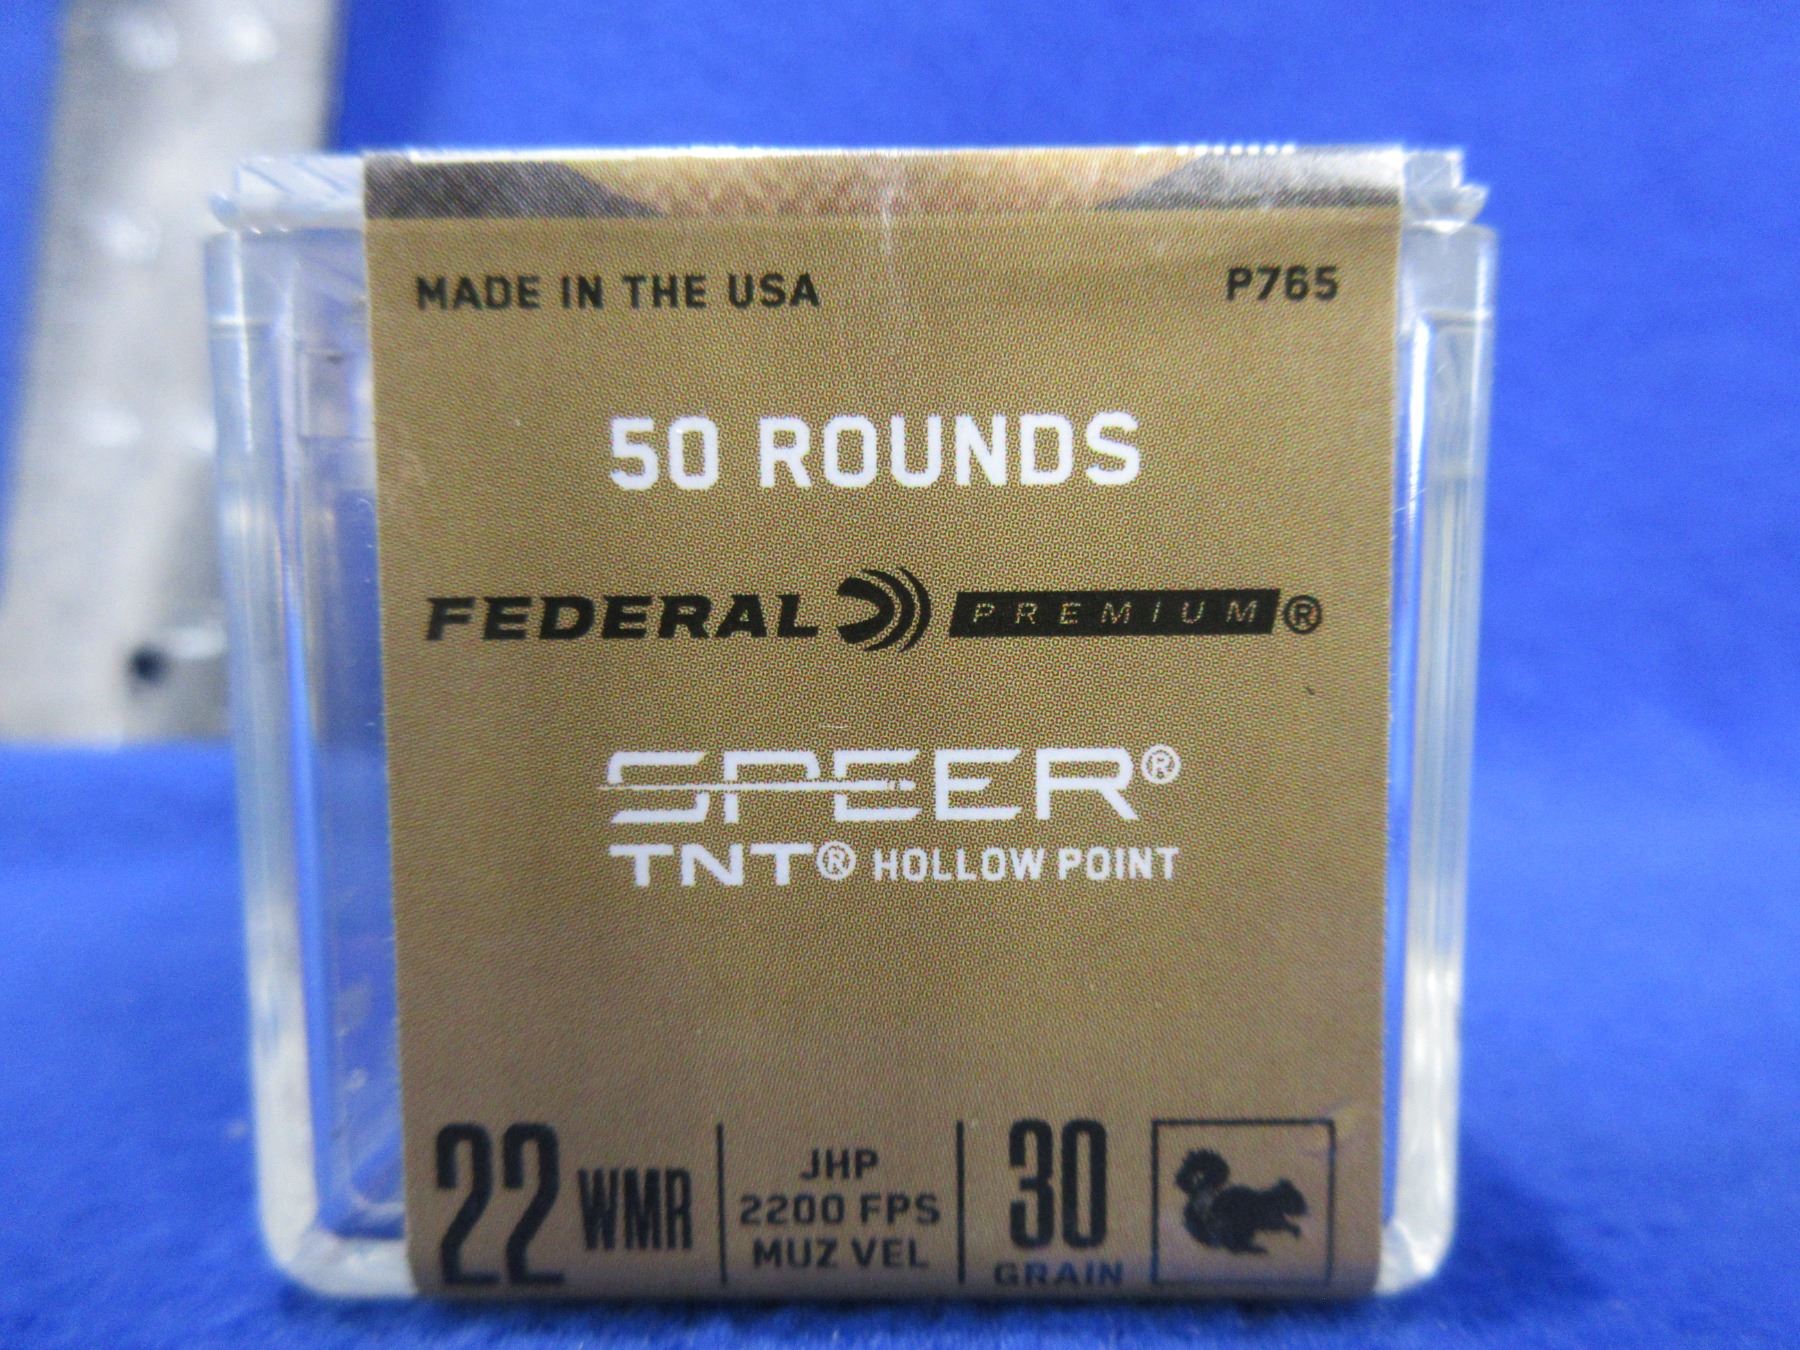 MADE IN THE USA P765
50 ROUNDS
FEDERAL PREMIUM®
SPEER®
TNT® HOLLOW POINT
22 WMR
JHP
2200 FPS
MUZ VEL
30
GRAIN